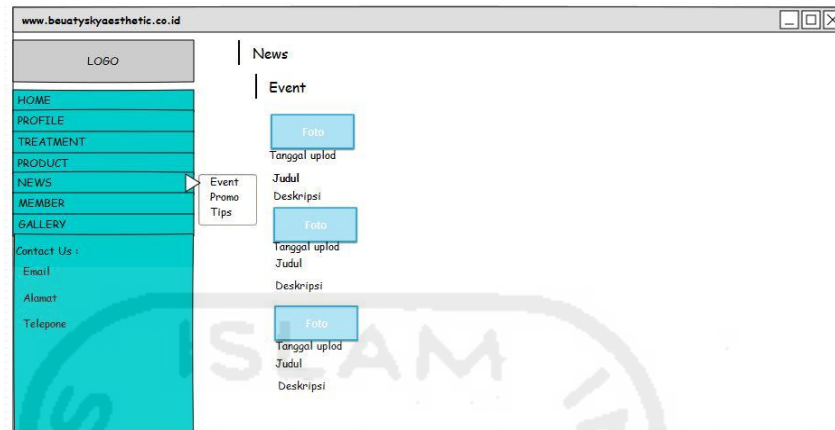 www.beuatyskyaesthetic.co.id
LOGO
HOME
PROFILE
TREATMENT
PRODUCT
NEWS
MEMBER
GALLERY
Contact Us :
Email
Alamat
Telepone
Event
Promo
Tips
News
Event
Foto
Tanggal uplod
Judul
Deskripsi
Foto
Tanggal uplod
Judul
Deskripsi
Foto
Tanggal uplod
Judul
Deskripsi
ISLAM